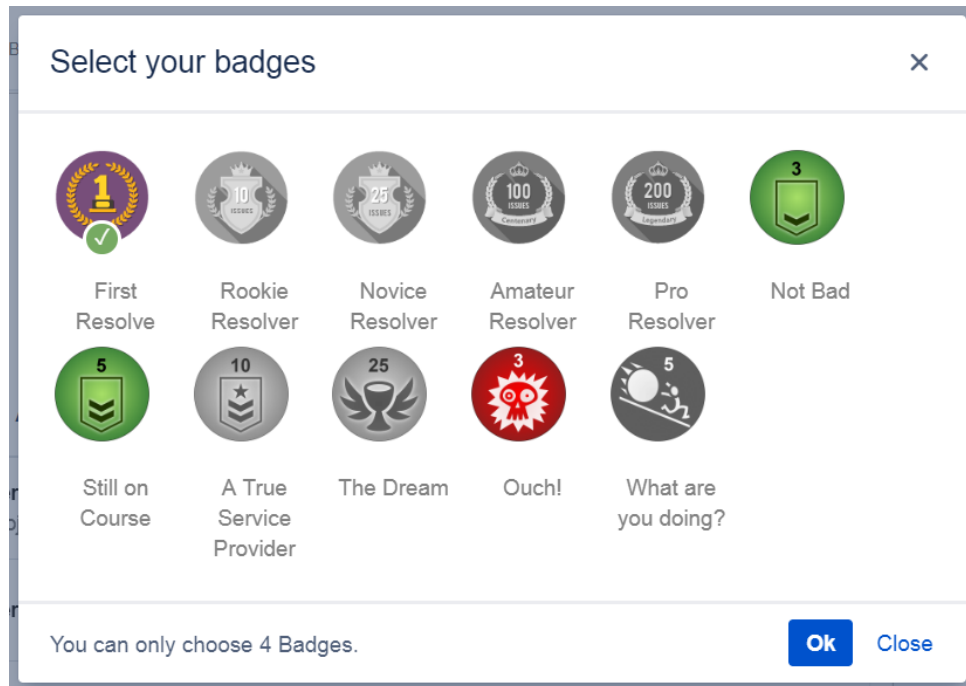 Select your badges
1
10
ISSUES
25
ISSUES
100
ISSUES
Centenary
200
ISSUES
Legendary
3
First
Resolve
Rookie
Resolver
Novice
Resolver
Amateur
Resolver
Pro
Resolver
Not Bad
5
10
25
3
5
Still on
Course
A True
Service
Provider
The Dream
Ouch!
What are
you doing?
You can only choose 4 Badges.
Ok
Close